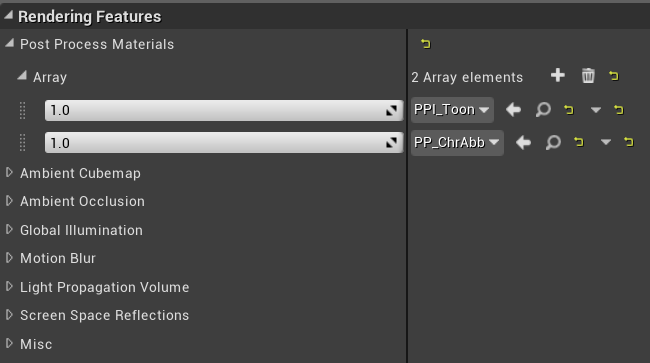 Rendering Features
Post Process Materials
Array 2 Array elements
1.0 PPI_Toon
1.0 PP_ChrAbb
Ambient Cubemap
Ambient Occlusion
Global Illumination
Motion Blur
Light Propagation Volume
Screen Space Reflections
Misc